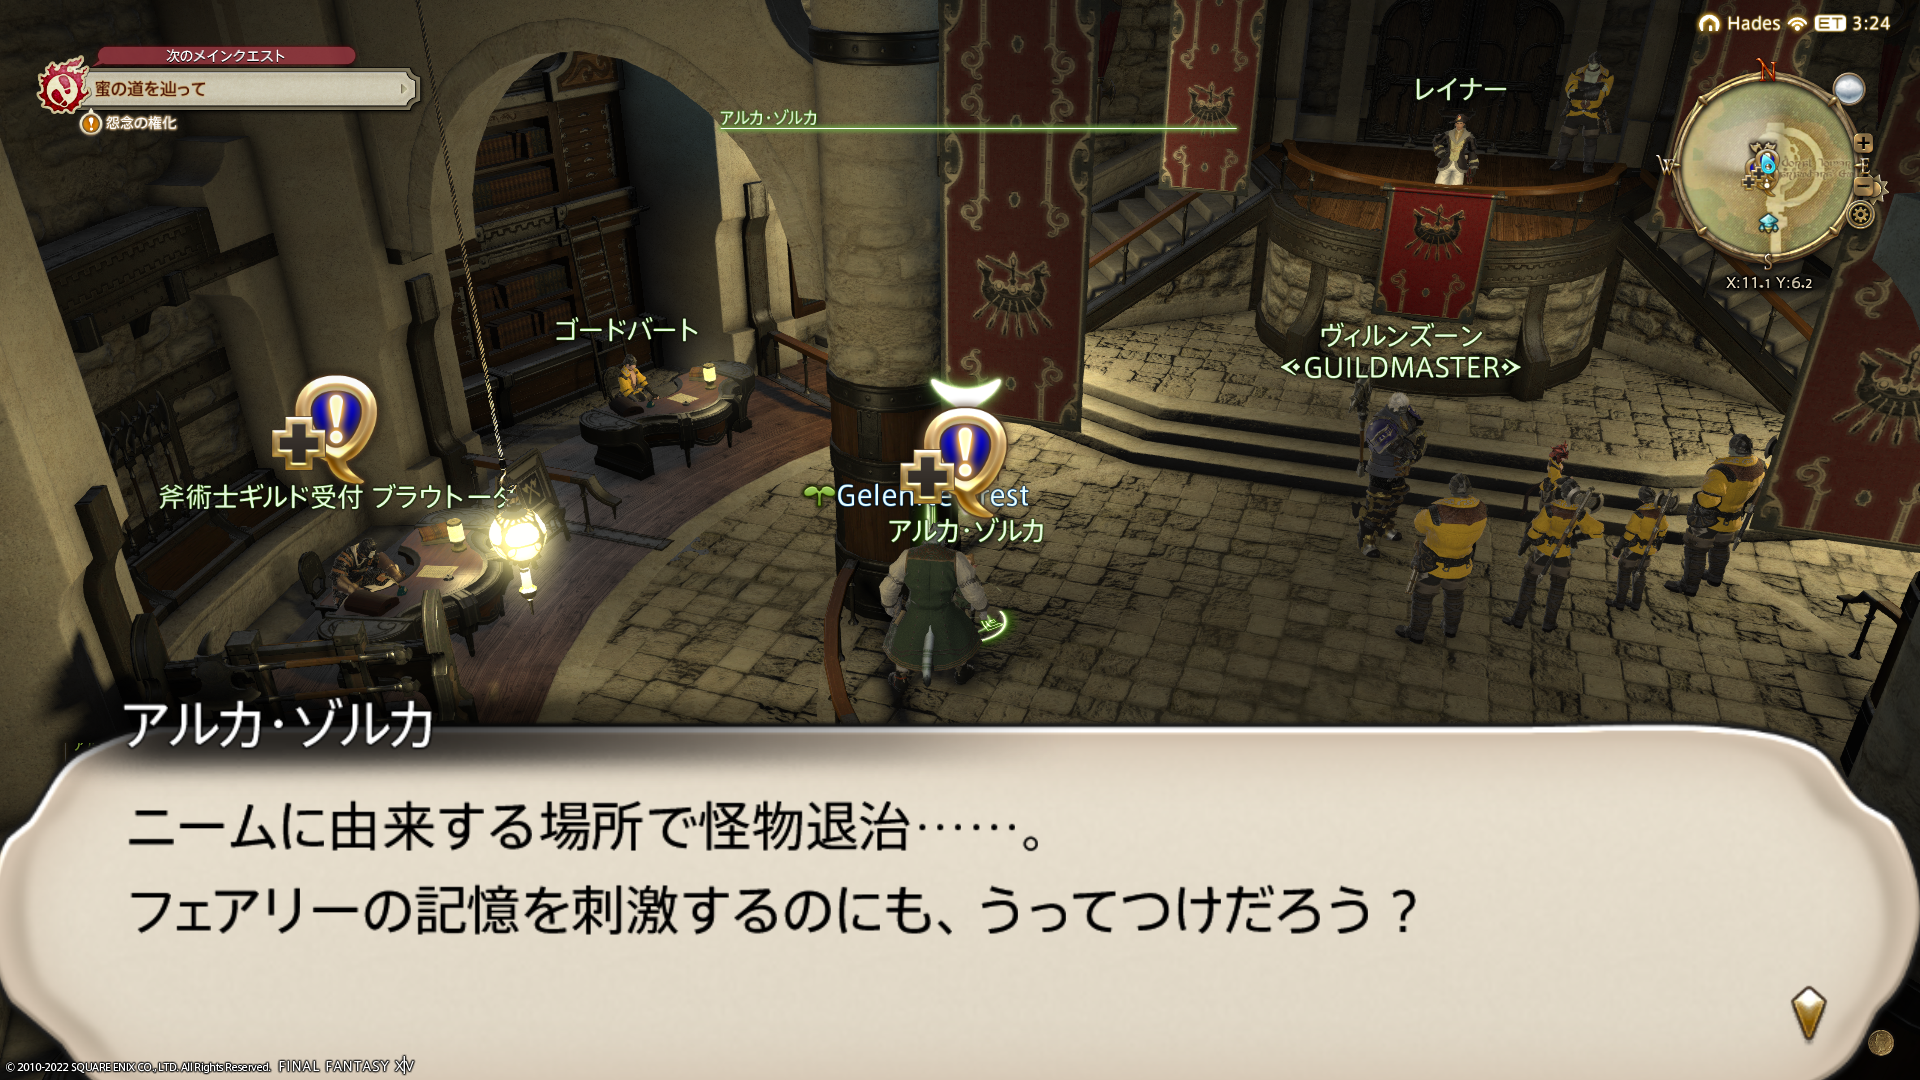 次のメインクエスト
蜜の道を辿って
怨念の権化
アルカ・ゾルカ
Hades ET 3:24
N
W
E
S
X:11.1 Y:6.2
レイナー
ゴードバート
ヴィルンズーン
GUILDMASTER
斧術士ギルド受付 ブラウトータ
アルカ・ゾルカ
アルカ・ゾルカ
ニームに由来する場所で怪物退治……。
フェアリーの記憶を刺激するのにも、うってつけだろう？
© 2010-2022 SQUARE ENIX CO., LTD. All Rights Reserved. FINAL FANTASY XIV